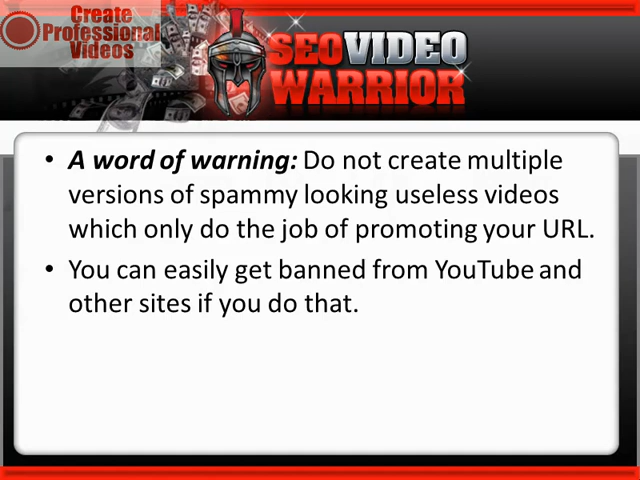 Create
Professional
Videos
SEOVIDEO
WARRIOR
• A word of warning: Do not create multiple
versions of spammy looking useless videos
which only do the job of promoting your URL.
• You can easily get banned from YouTube and
other sites if you do that.